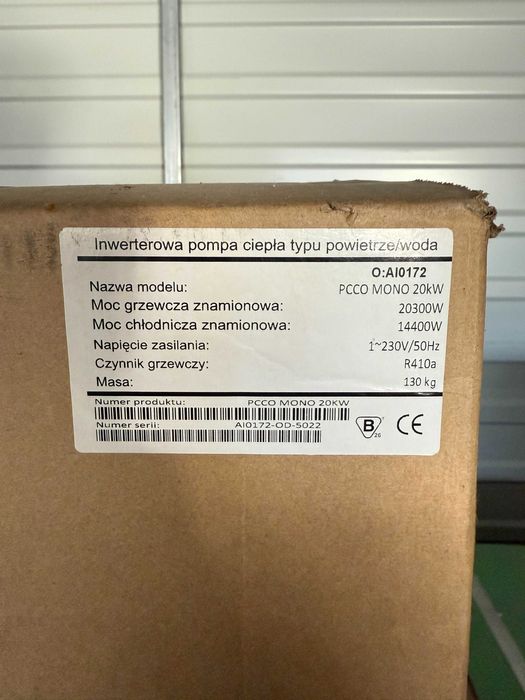 Inwerterowa pompa ciepła typu powietrze/woda
O:AI0172
Nazwa modelu: PCCO MONO 20kW
Moc grzewcza znamionowa: 20300W
Moc chłodnicza znamionowa: 14400W
Napięcie zasilania: 1~230V/50Hz
Czynnik grzewczy: R410a
Masa: 130 kg
Numer produktu: PCCO MONO 20KW
Numer serii: AI0172-OD-5022
B 26 CE